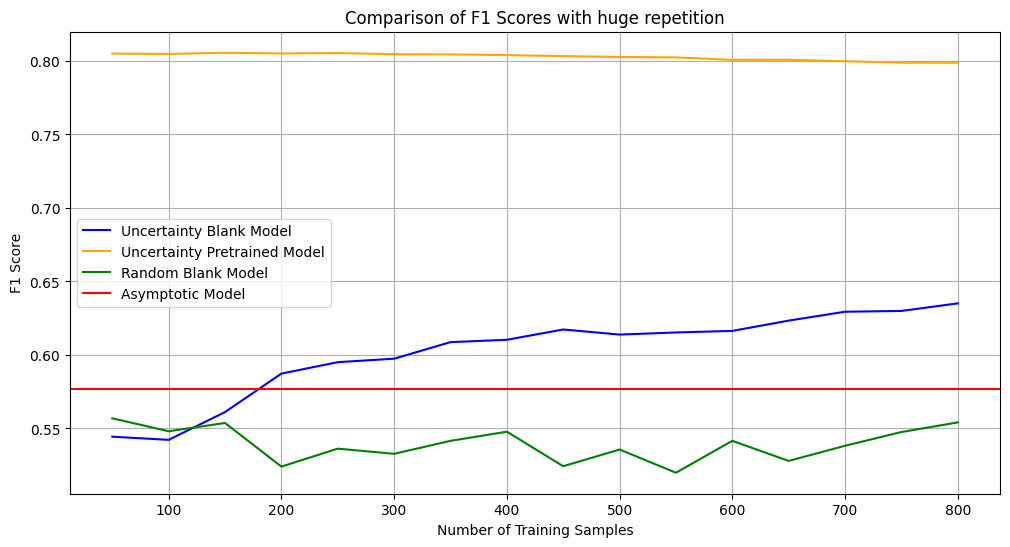 Comparison of F1 Scores with huge repetition
F1 Score
0.80
0.75
0.70
0.65
0.60
0.55
Uncertainty Blank Model
Uncertainty Pretrained Model
Random Blank Model
Asymptotic Model
100 200 300 400 500 600 700 800
Number of Training Samples